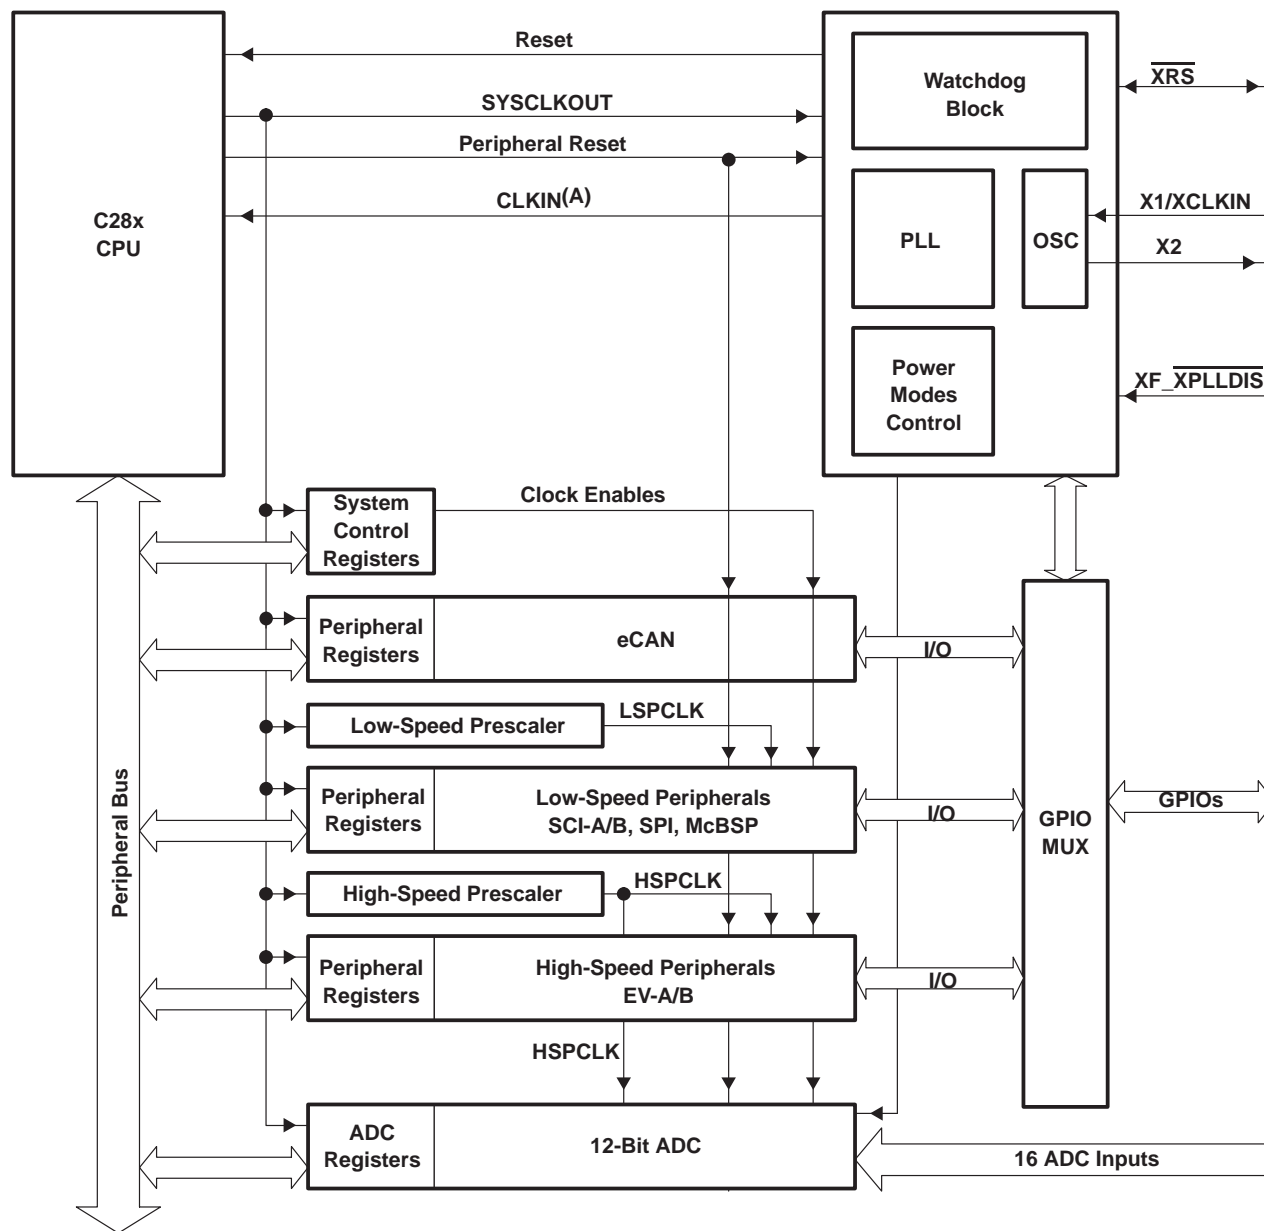 Reset
Watchdog
Block
XRS
SYSCLKOUT
Peripheral Reset
CLKIN(A)
C28x
CPU
PLL
OSC
X1/XCLKIN
X2
Power
Modes
Control
XF_XPLLDIS
System
Control
Registers
Clock Enables
Peripheral
Registers
eCAN
I/O
Low-Speed Prescaler
LSPCLK
Peripheral Bus
Peripheral
Registers
Low-Speed Peripherals
SCI-A/B, SPI, McBSP
I/O
GPIO
MUX
GPIOs
High-Speed Prescaler
HSPCLK
Peripheral
Registers
High-Speed Peripherals
EV-A/B
I/O
HSPCLK
ADC
Registers
12-Bit ADC
16 ADC Inputs